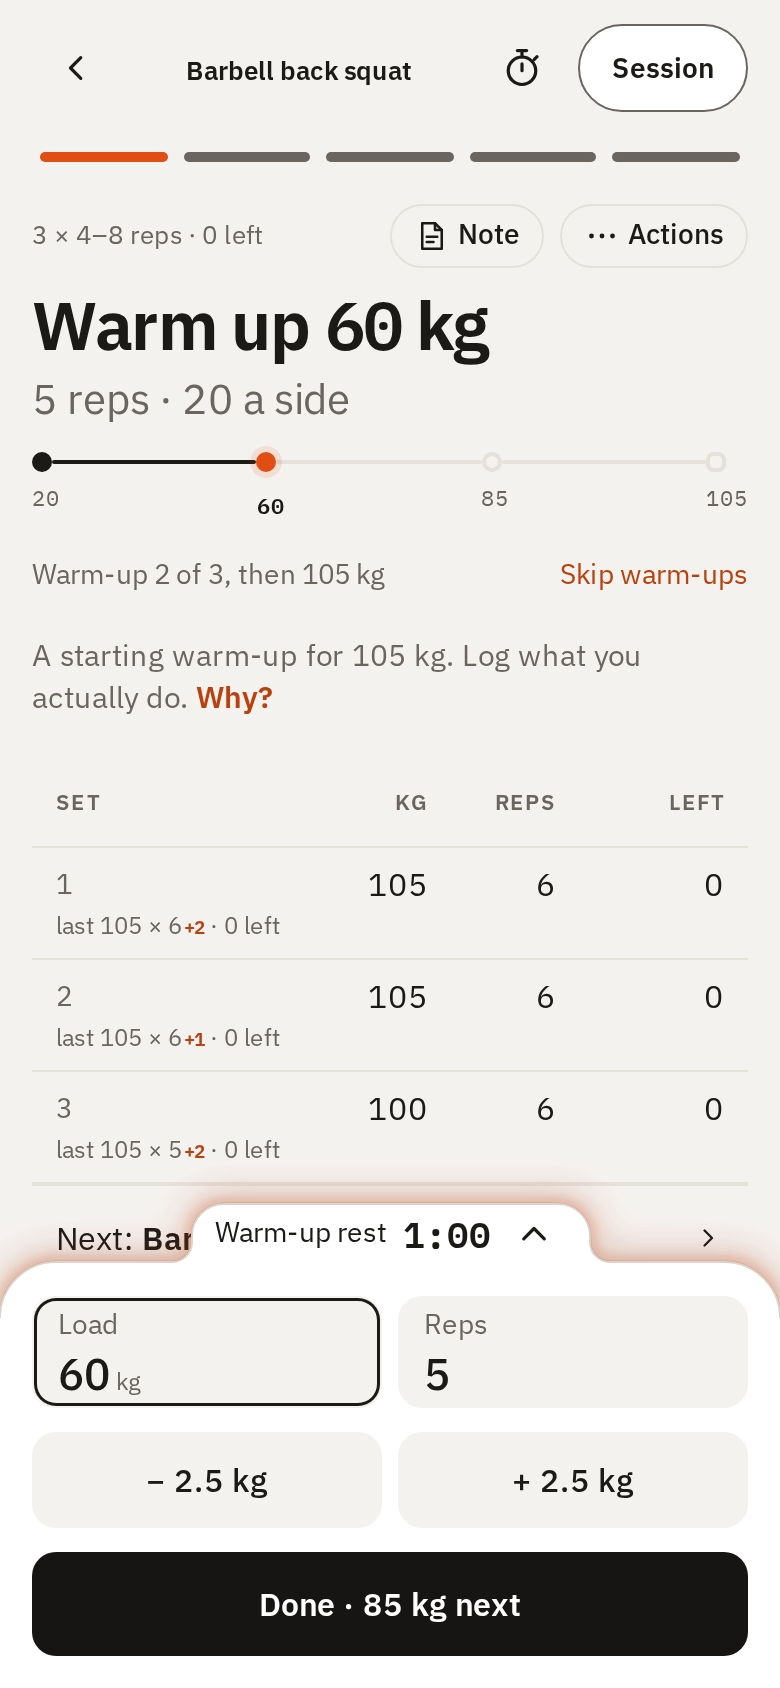 Barbell back squat
Session
3 × 4–8 reps · 0 left
Note
Actions
Warm up 60 kg
5 reps · 20 a side
20
60
85
105
Warm-up 2 of 3, then 105 kg
Skip warm-ups
A starting warm-up for 105 kg. Log what you
actually do. Why?
SET KG REPS LEFT
1 105 6 0
last 105 × 6 +2 · 0 left
2 105 6 0
last 105 × 6 +1 · 0 left
3 100 6 0
last 105 × 5 +2 · 0 left
Next:
Warm-up rest 1:00
Load
60 kg
Reps
5
– 2.5 kg
+ 2.5 kg
Done · 85 kg next